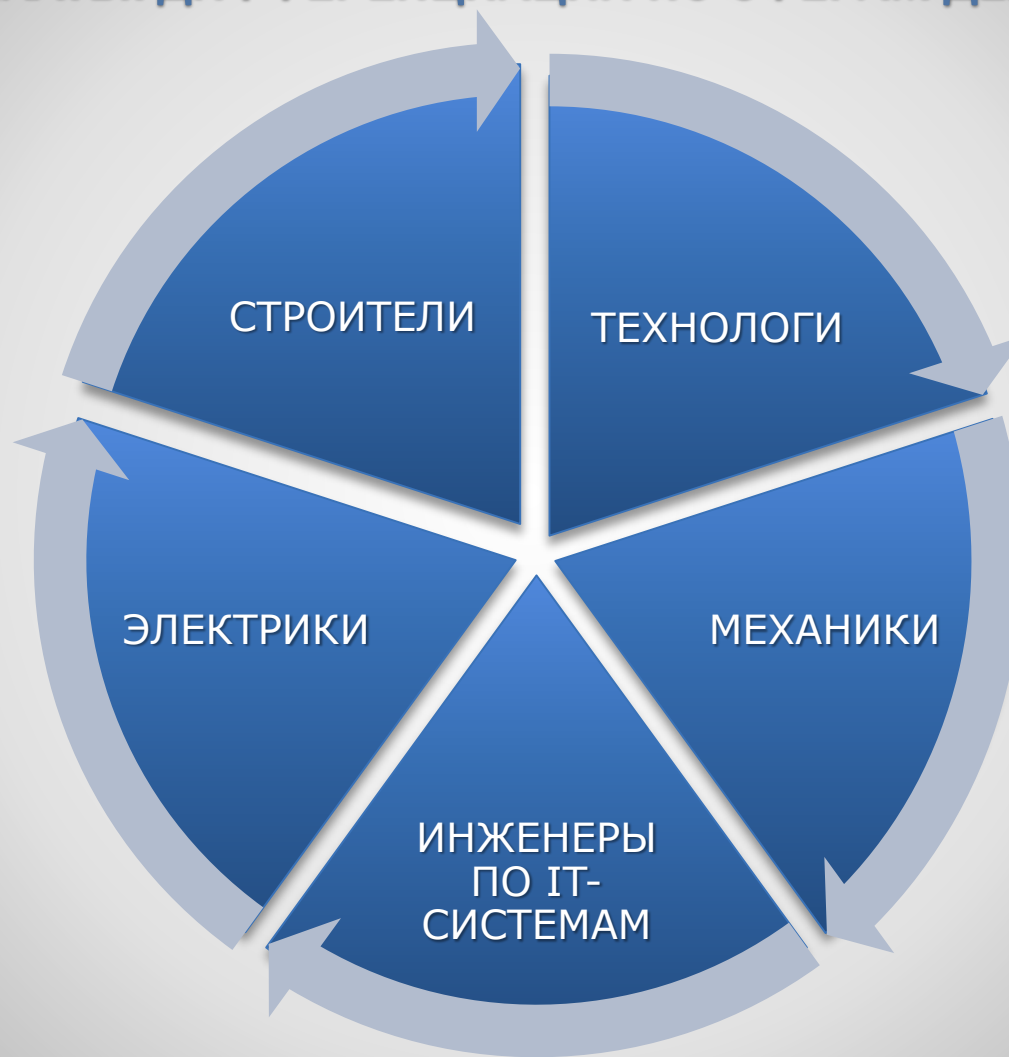 СТРОИТЕЛИ
ТЕХНОЛОГИ
ЭЛЕКТРИКИ
МЕХАНИКИ
ИНЖЕНЕРЫ
ПО IT-
СИСТЕМАМ